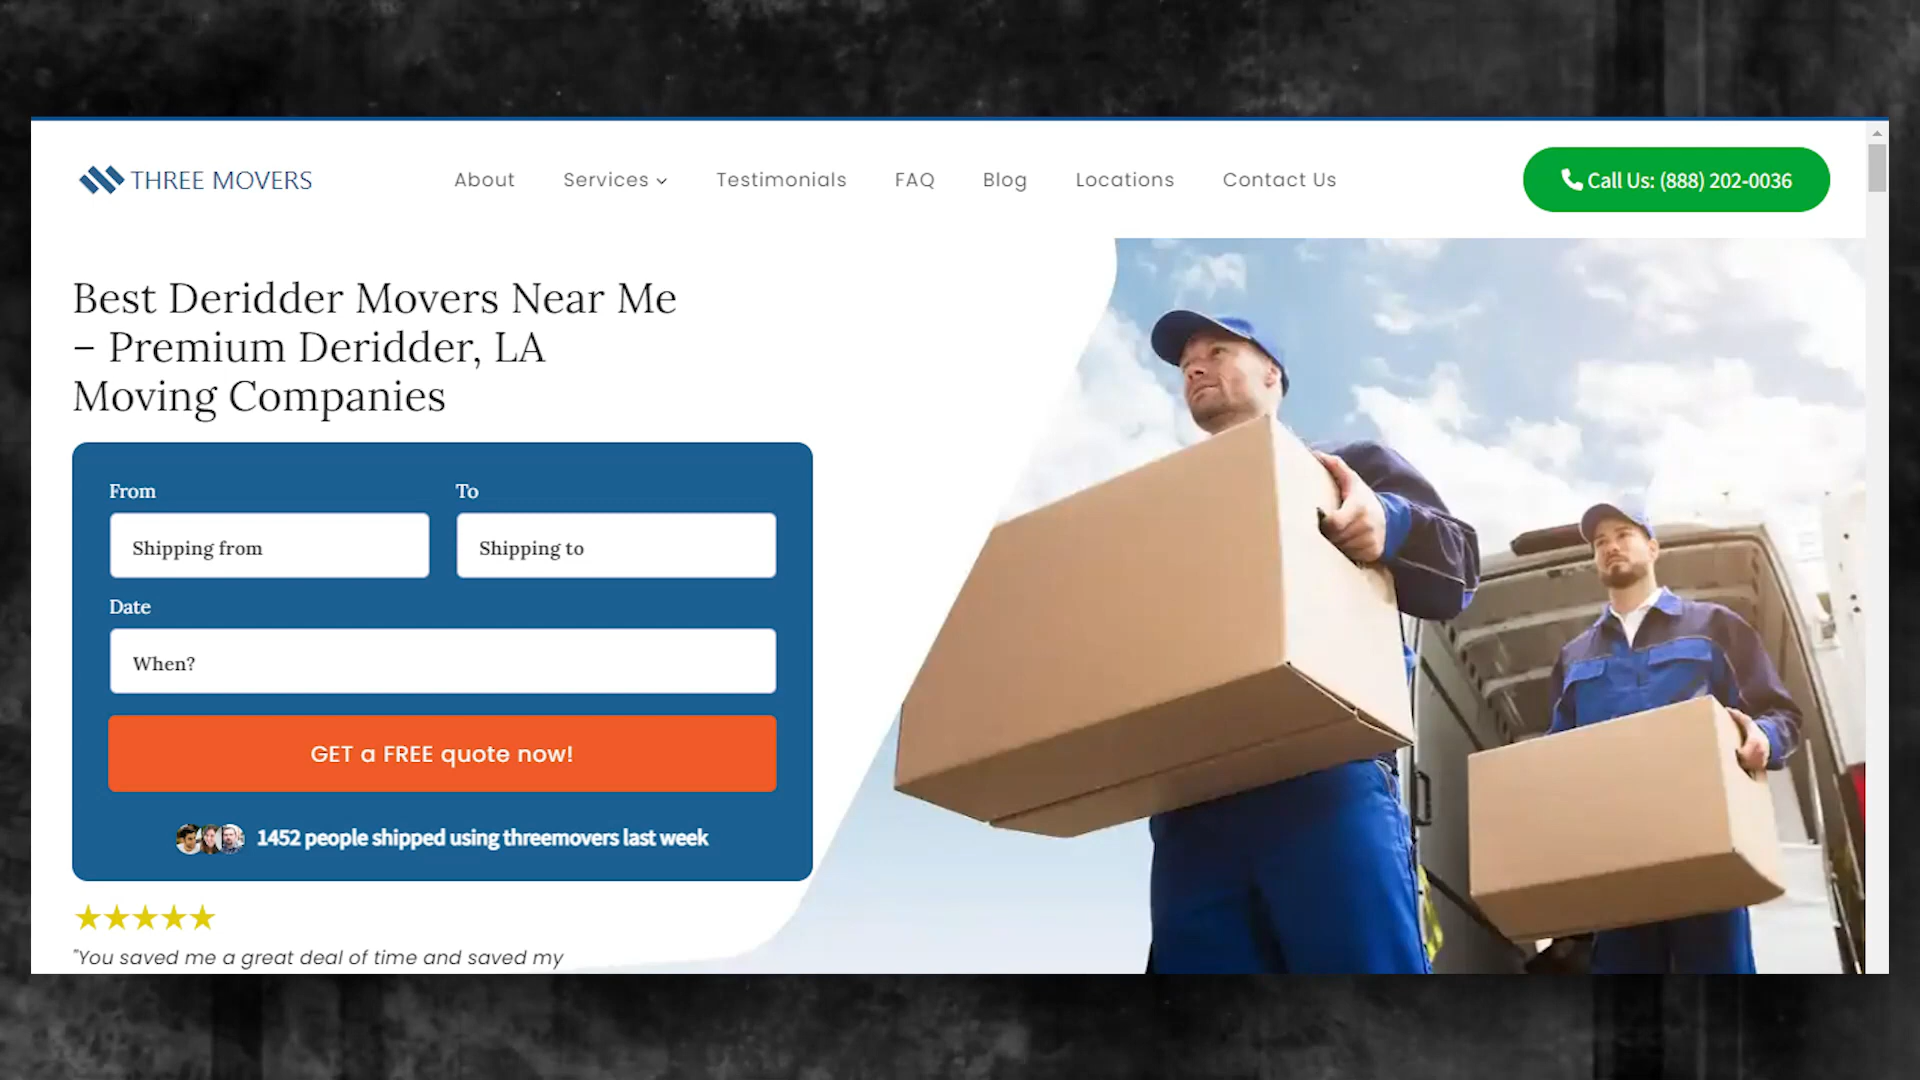 THREE MOVERS
About
Services
Testimonials
FAQ
Blog
Locations
Contact Us
Call Us: (888) 202-0036
Best Deridder Movers Near Me
– Premium Deridder, LA
Moving Companies
From
To
Shipping from
Shipping to
Date
When?
GET a FREE quote now!
1452 people shipped using threemovers last week
"You saved me a great deal of time and saved my